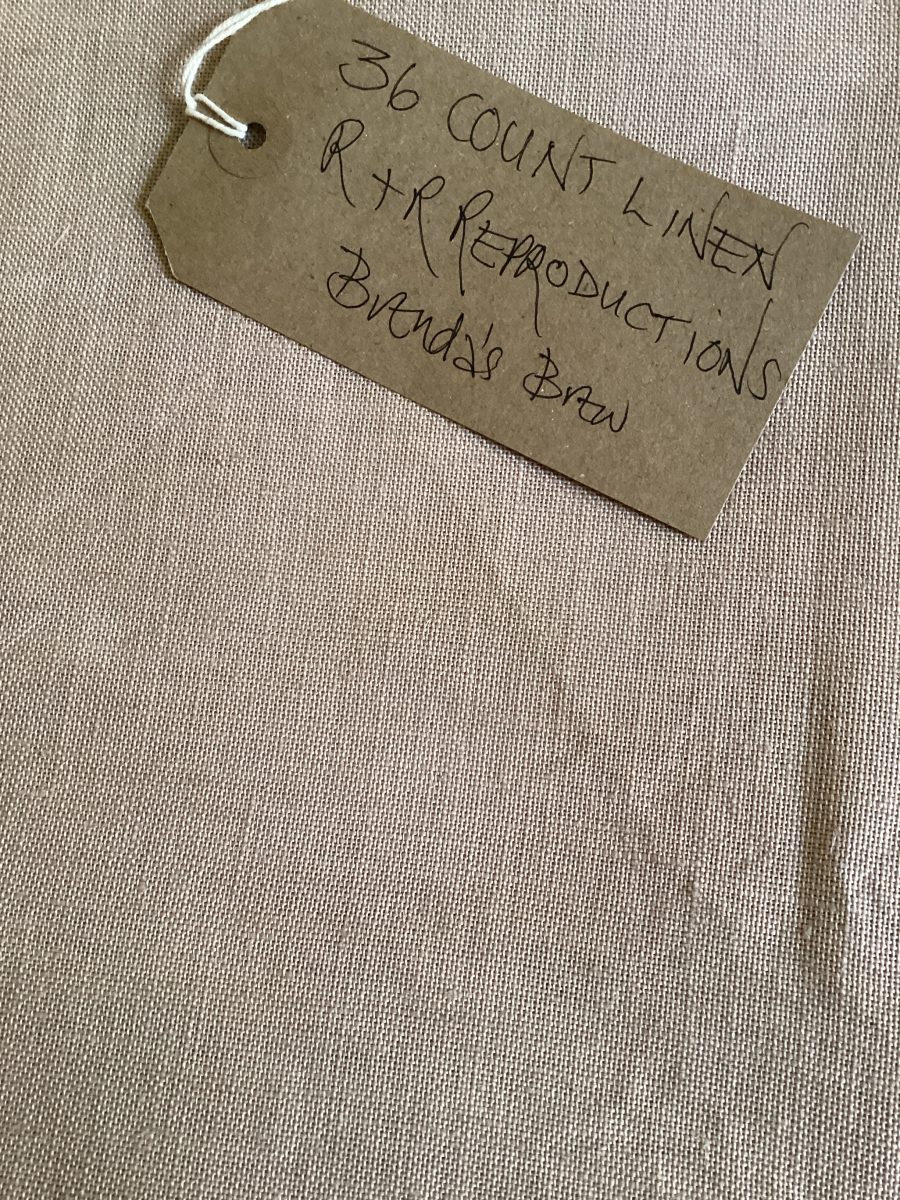 36 COUNT LINEN
R + R REPRODUCTIONS
Brenda's Brew